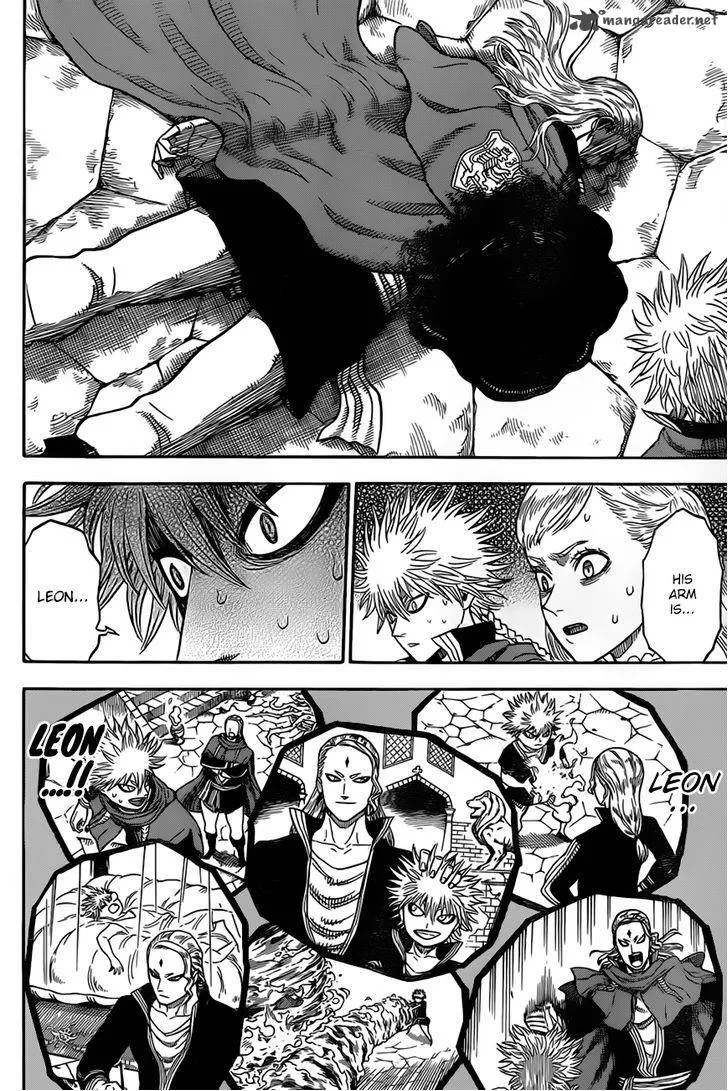 mangareader.net
HIS
ARM
IS...
LEON...
LEON
...
LEON
....!!